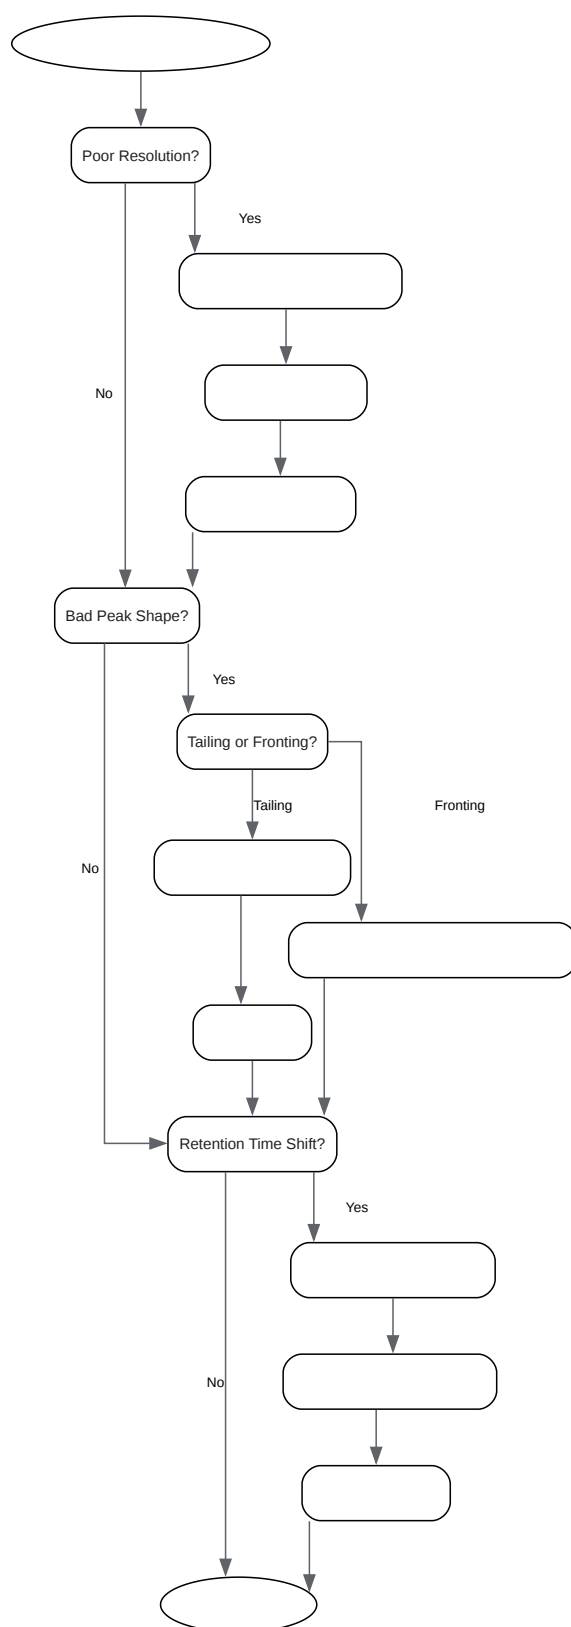 Poor Resolution?
Yes
No
Bad Peak Shape?
Yes
Tailing or Fronting?
Tailing
Fronting
No
Retention Time Shift?
Yes
No